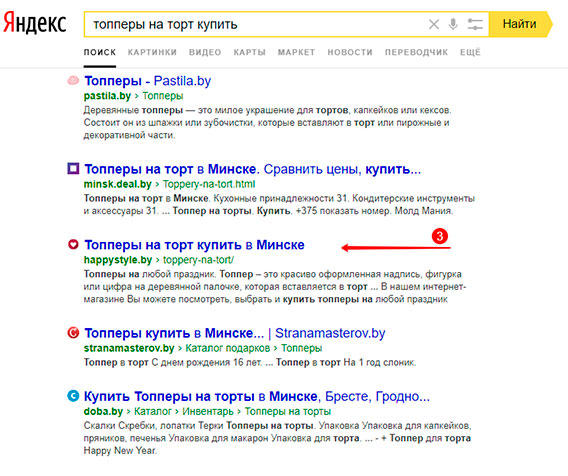 Яндекс
топперы на торт купить
Найти
ПОИСК КАРТИНКИ ВИДЕО КАРТЫ МАРКЕТ НОВОСТИ ПЕРЕВОДЧИК ЕЩЁ
Топперы - Pastila.by
pastila.by › Топперы
Деревянные топперы — это милое украшение для тортов, капкейков или кексов.
Состоит он из шпажки или зубочистки, которые вставляют в торт или пирожные и
декоративной части.
Топперы на торт в Минске. Сравнить цены, купить...
minsk.deal.by › Toppery-na-tort.html
Топперы на торт в Минске. Кухонные принадлежности 31. Кондитерские инструменты
и аксессуары 31. ... Топпер на торты. Купить. +375 показать номер. Молд Мания.
Топперы на торт купить в Минске
3
happystyle.by › toppery-na-tort/
Топперы на любой праздник. Топпер – это красиво оформленная надпись, фигурка
или цифра на деревянной палочке, которая вставляется в торт ... В нашем интернет-
магазине Вы можете посмотреть, выбрать и купить топперы на любой праздник
Топперы купить в Минске... | Stranamasterov.by
stranamasterov.by › Каталог подарков › Топперы
Топпер в торт С днем рождения 16 лет. ... Топпер в торт На 1 год слоник.
Купить Топперы на торты в Минске, Бресте, Гродно...
doba.by › Каталог › Инвентарь › Топперы на торты
Скалки Скребки, лопатки Терки Топперы на торты. Упаковка Упаковка для капкейков,
пряников, печенья Упаковка для макарон Упаковка для торта. ... - + Топпер для торта
Happy New Year.